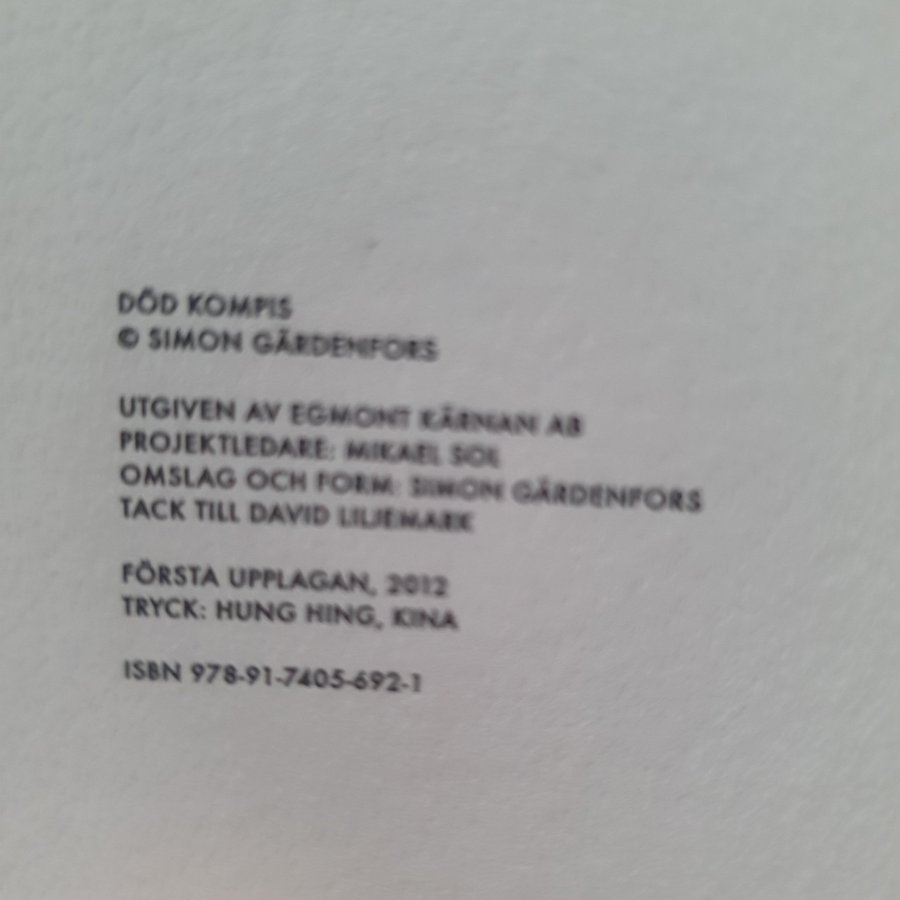 DÖD KOMPIS
© SIMON GÄRDENFORS
UTGIVEN AV EGMONT KÄRNAN AB
PROJEKTLEDARE: MIKAEL SOL
OMSLAG OCH FORM: SIMON GÄRDENFORS
TACK TILL DAVID LILJEMARK
FÖRSTA UPPLAGAN, 2012
TRYCK: HUNG HING, KINA
ISBN 978-91-7405-692-1